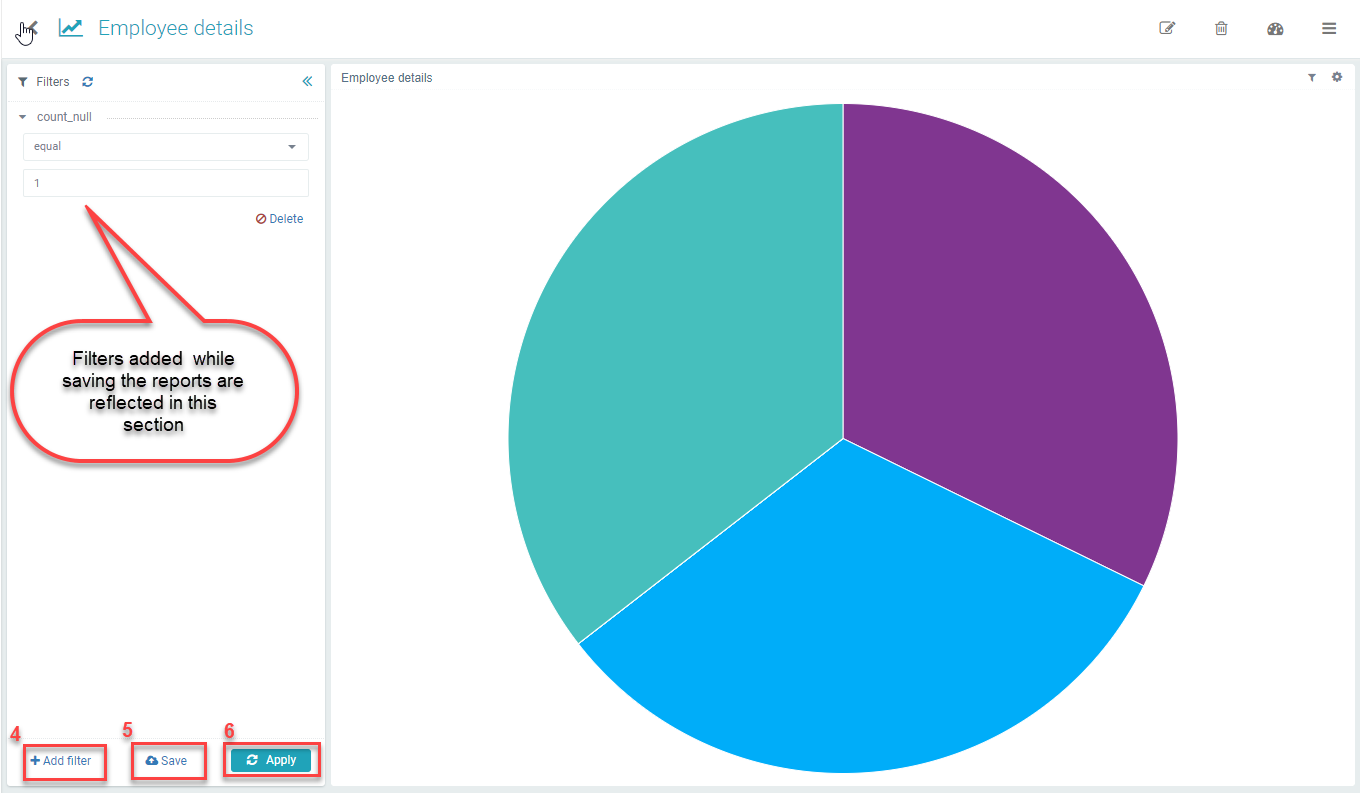 Employee details
Filters
Employee details
count_null
equal
1
Delete
Filters added  while
saving the reports are
reflected in this
section
4
5
6
Add filter
Save
Apply